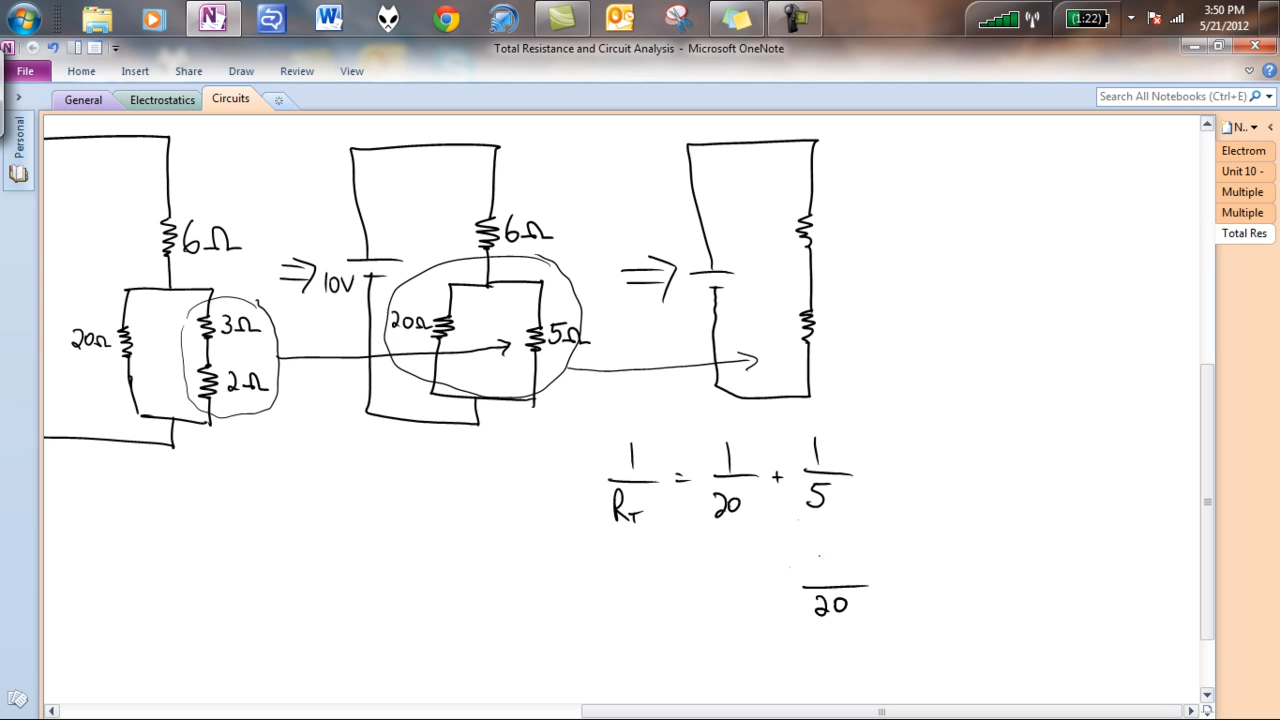 3:50 PM
(1:22)
5/21/2012
Total Resistance and Circuit Analysis - Microsoft OneNote
File Home Insert Share Draw Review View
General Electrostatics Circuits
Search All Notebooks (Ctrl+E)
Personal
N..
Electrom
Unit 10 -
Multiple
Multiple
Total Res
6Ω
20Ω
3Ω
2Ω
⇒
10V
6Ω
20Ω
5Ω
⇒
1/R_T = 1/20 + 1/5
20